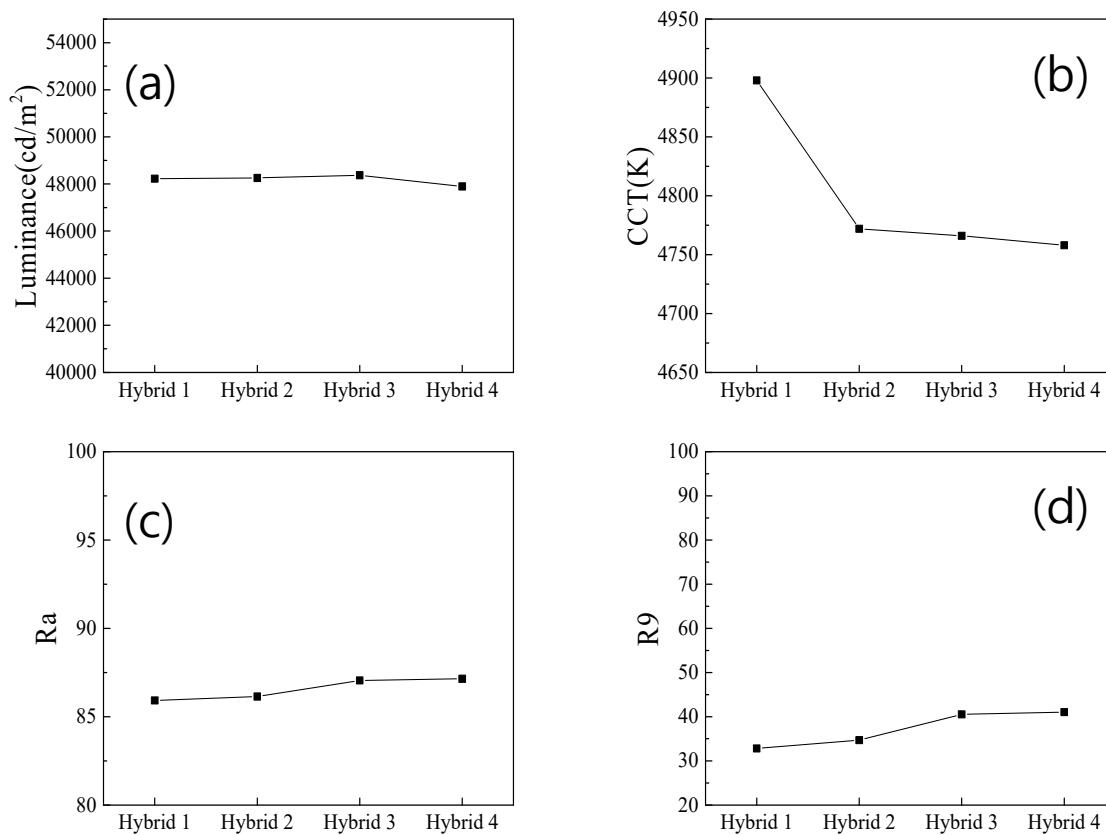 (a)
Luminance(cd/m²)
54000
52000
50000
48000
46000
44000
42000
40000
Hybrid 1 Hybrid 2 Hybrid 3 Hybrid 4
(b)
CCT(K)
4950
4900
4850
4800
4750
4700
4650
Hybrid 1 Hybrid 2 Hybrid 3 Hybrid 4
(c)
Ra
100
95
90
85
80
Hybrid 1 Hybrid 2 Hybrid 3 Hybrid 4
(d)
R9
100
90
80
70
60
50
40
30
20
Hybrid 1 Hybrid 2 Hybrid 3 Hybrid 4